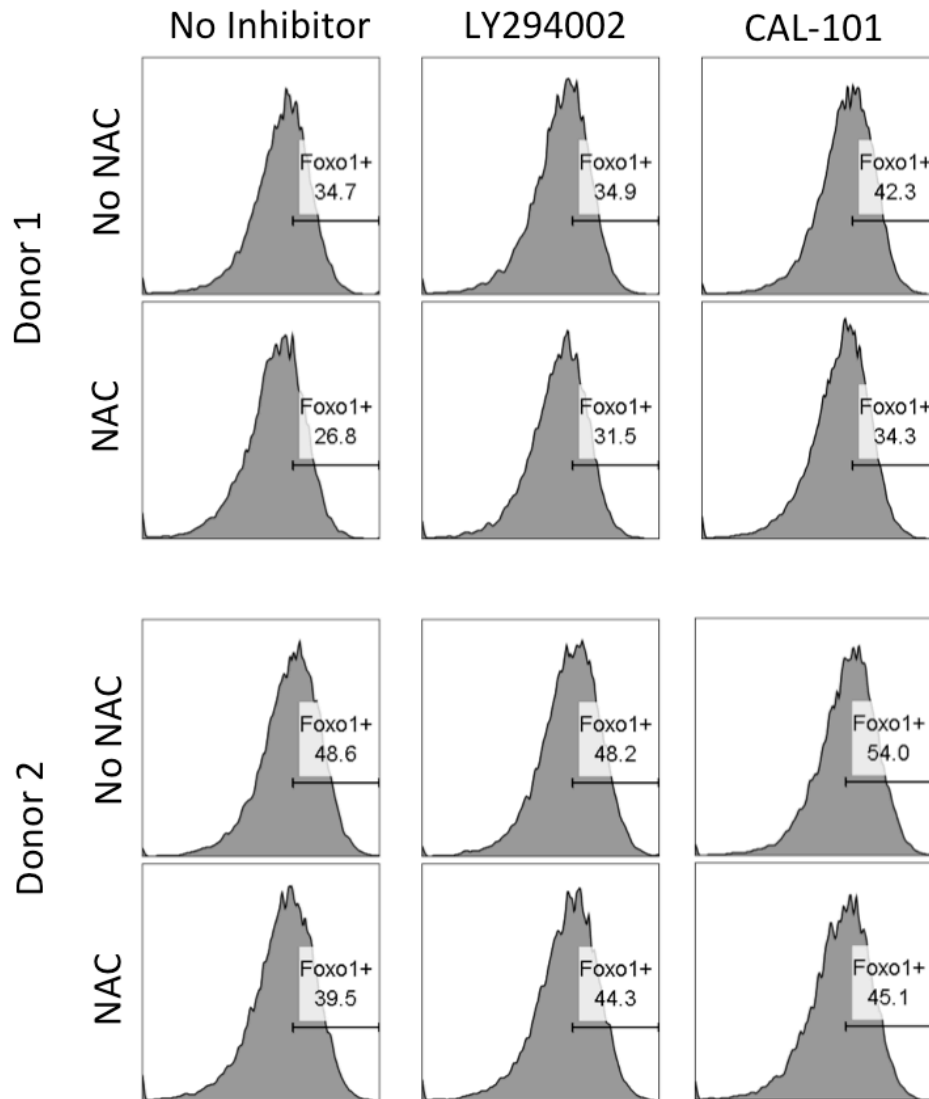 No Inhibitor LY294002 CAL-101
Donor 1
No NAC
Foxo1+ Foxo1+ Foxo1+
34.7 34.9 42.3
NAC
Foxo1+ Foxo1+ Foxo1+
26.8 31.5 34.3
Donor 2
No NAC
Foxo1+ Foxo1+ Foxo1+
48.6 48.2 54.0
NAC
Foxo1+ Foxo1+ Foxo1+
39.5 44.3 45.1